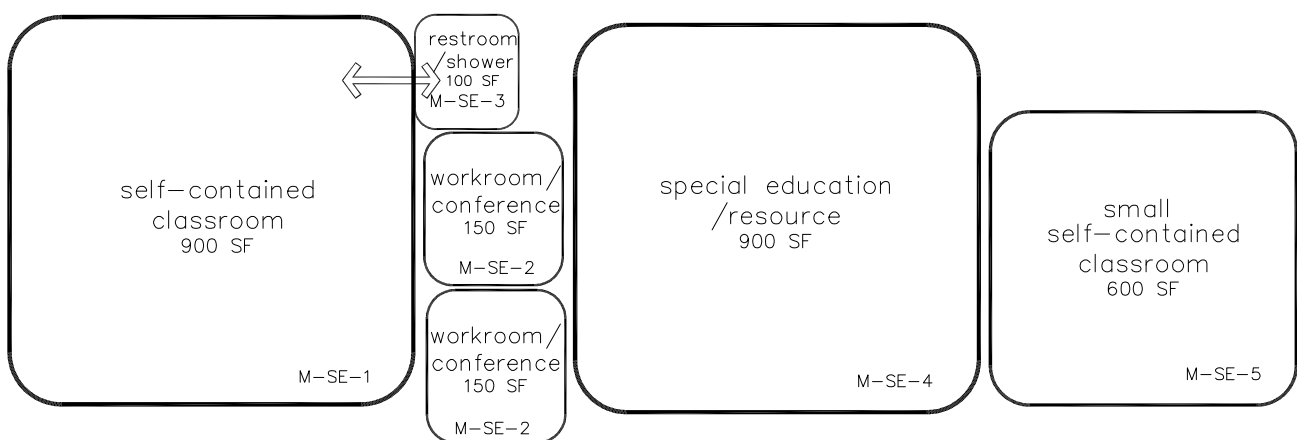 self-contained
classroom
900 SF
M-SE-1
restroom
/shower
100 SF
M-SE-3
workroom/
conference
150 SF
M-SE-2
workroom/
conference
150 SF
M-SE-2
special education
/resource
900 SF
M-SE-4
small
self-contained
classroom
600 SF
M-SE-5